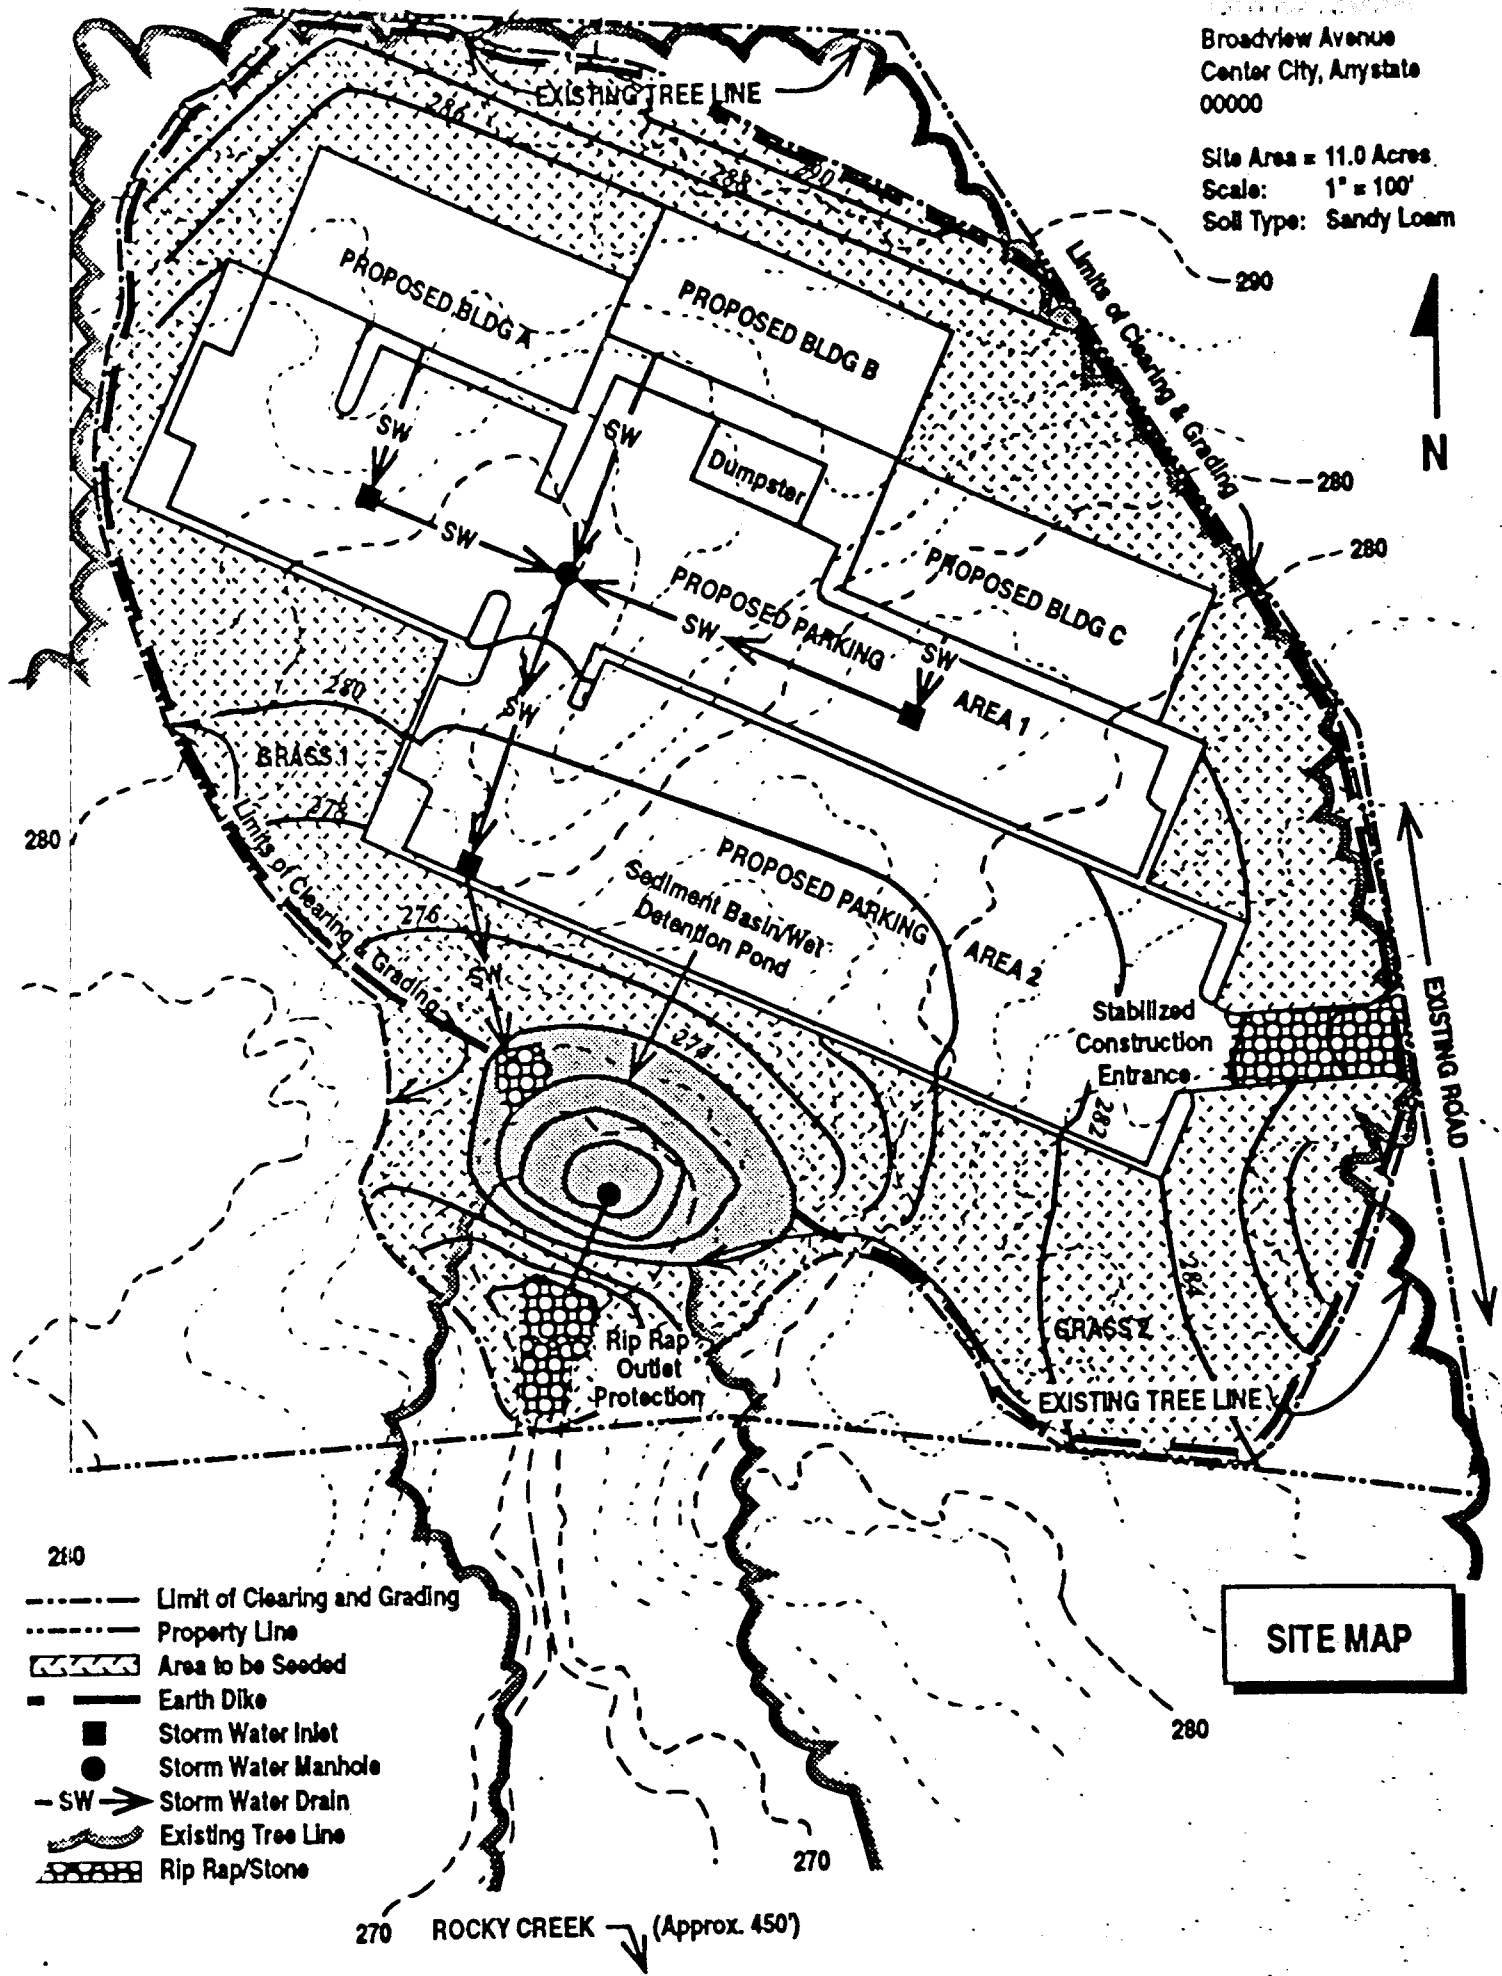 Broadview Avenue
Center City, Anystate
00000
Site Area = 11.0 Acres
Scale: 1" = 100'
Soil Type: Sandy Loam
EXISTING TREE LINE
286
288
290
290
Limits of Clearing & Grading
N
280
280
PROPOSED BLDG A
PROPOSED BLDG B
PROPOSED BLDG C
Dumpster
SW
SW
SW
SW
SW
SW
SW
PROPOSED PARKING
AREA 1
280
GRASS 1
278
280
Limits of Clearing & Grading
276
PROPOSED PARKING
AREA 2
Sediment Basin/Wet
Detention Pond
274
Stabilized
Construction
Entrance
EXISTING ROAD
282
284
GRASS 2
EXISTING TREE LINE
Rip Rap
Outlet
Protection
280
Limit of Clearing and Grading
Property Line
Area to be Seeded
Earth Dike
Storm Water Inlet
Storm Water Manhole
SW Storm Water Drain
Existing Tree Line
Rip Rap/Stone
SITE MAP
280
270
270
ROCKY CREEK (Approx. 450')